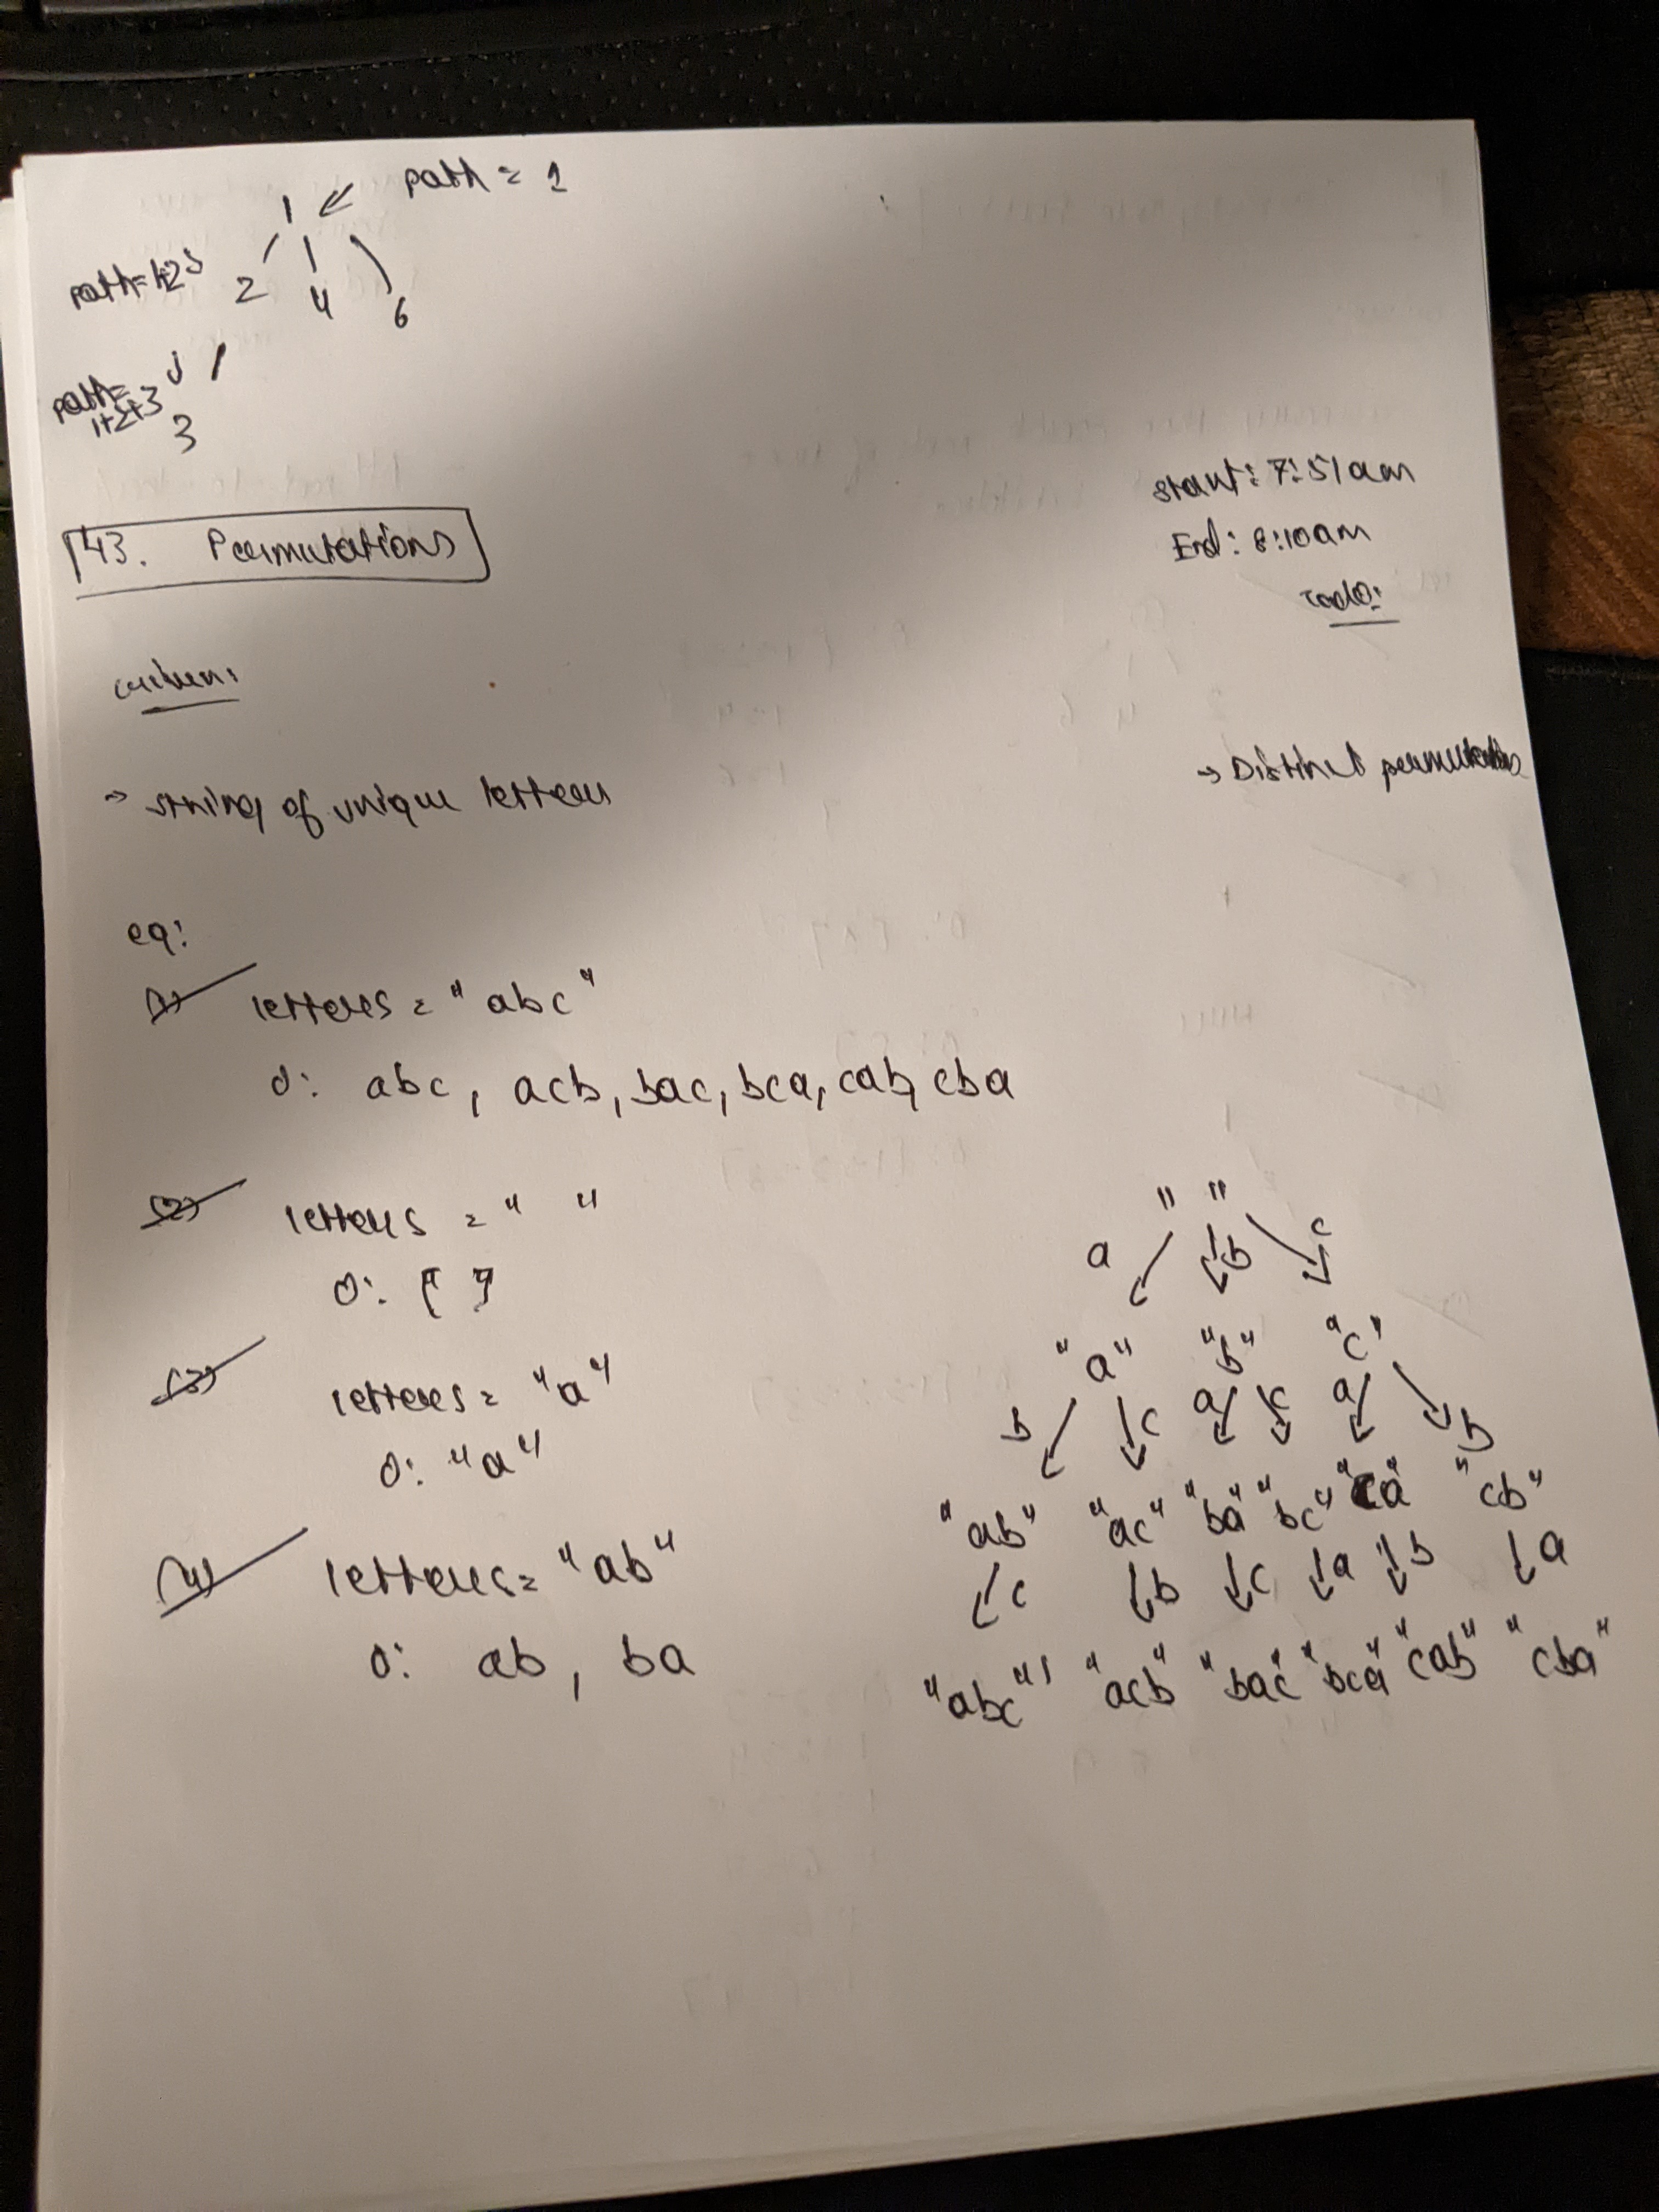 path = 1
1
path=1+2
2 4 6
path=
1+2+3
3
start: 7:51am
End: 8:10am
43. Permutations
todo:
Given:
→ string of unique letters
→ Distinct permutations
eg:
(1) letters = "abc"
O: abc, acb, bac, bca, cab, cba
(2) letters = " "
O: [ ]
(3) letters = "a"
O: "a"
(4) letters = "ab"
O: ab, ba
" "
a b c
"a" "b" "c"
b c a c a b
"ab" "ac" "ba" "bc" "ca" "cb"
c b c a b a
"abc" "acb" "bac" "bca" "cab" "cba"